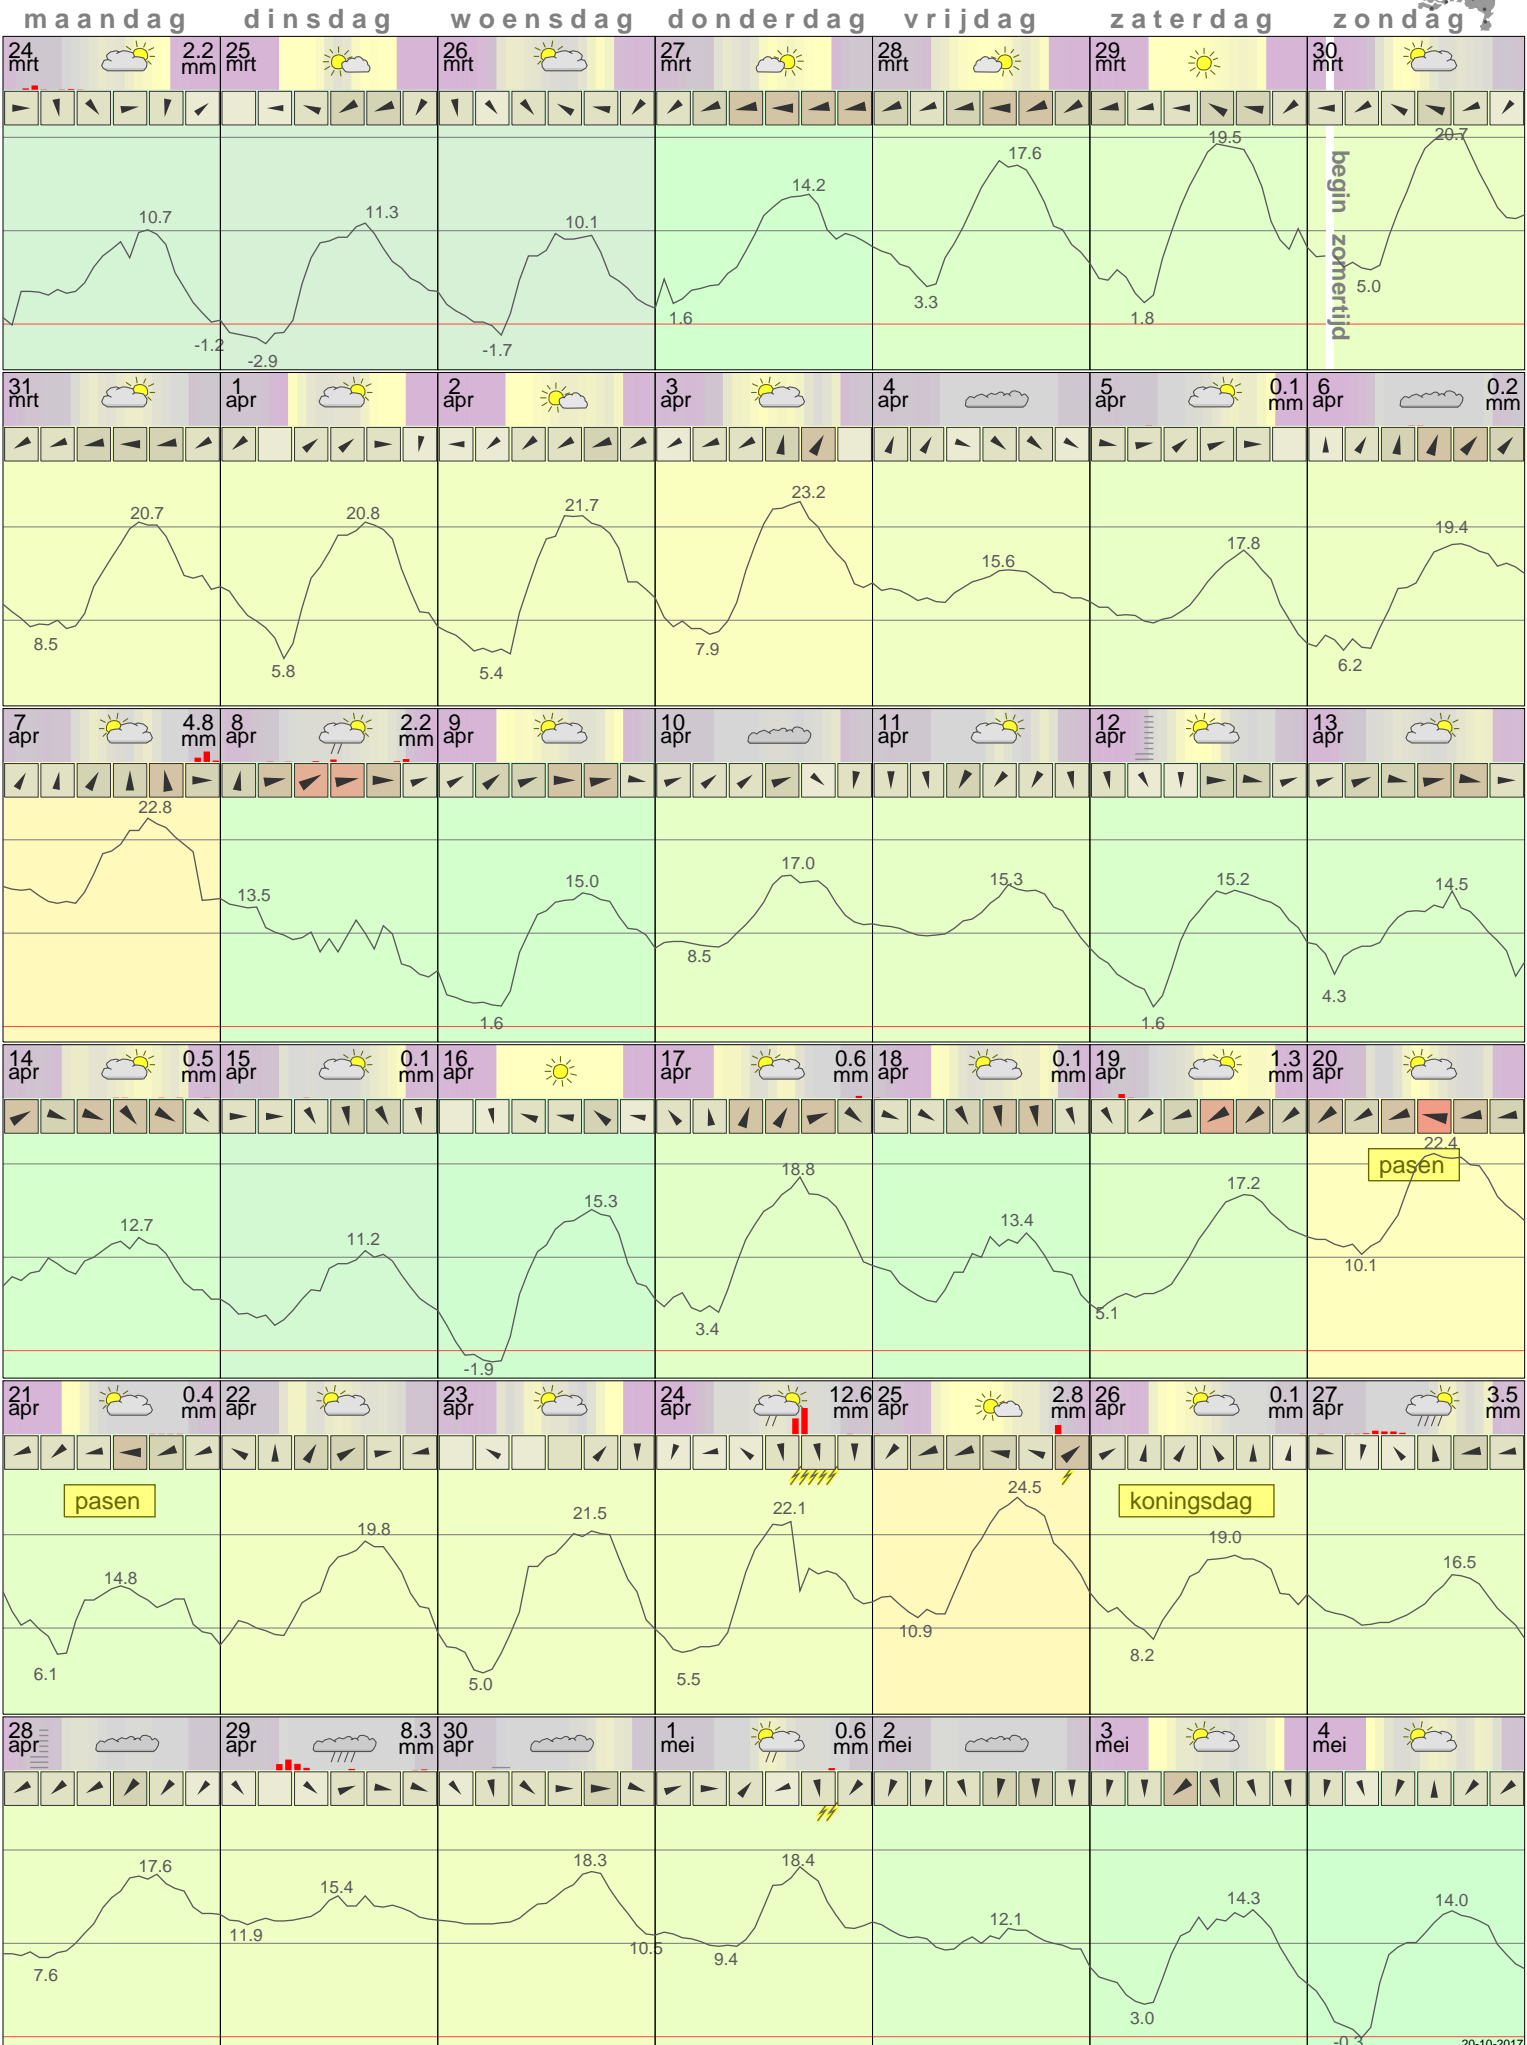 maandag dinsdag woensdag donderdag vrijdag zaterdag zondag
24 mrt 2.2 mm 25 mrt 26 mrt 27 mrt 28 mrt 29 mrt 30 mrt
begin zomertijd
10.7 -1.2 11.3 -2.9 10.1 -1.7 14.2 1.6 17.6 3.3 19.5 1.8 20.7 5.0
31 mrt 1 apr 2 apr 3 apr 4 apr 5 apr 0.1 mm 6 apr 0.2 mm
20.7 8.5 20.8 5.8 21.7 5.4 23.2 7.9 15.6 17.8 19.4 6.2
7 apr 4.8 mm 8 apr 2.2 mm 9 apr 10 apr 11 apr 12 apr 13 apr
22.8 13.5 15.0 1.6 17.0 8.5 15.3 15.2 1.6 14.5 4.3
14 apr 0.5 mm 15 apr 0.1 mm 16 apr 17 apr 0.6 mm 18 apr 0.1 mm 19 apr 1.3 mm 20 apr
pasen
12.7 11.2 15.3 -1.9 18.8 3.4 13.4 17.2 5.1 22.4 10.1
21 apr 0.4 mm 22 apr 23 apr 24 apr 12.6 mm 25 apr 2.8 mm 26 apr 0.1 mm 27 apr 3.5 mm
pasen koningsdag
14.8 6.1 19.8 21.5 5.0 22.1 5.5 24.5 10.9 19.0 8.2 16.5
28 apr 29 apr 8.3 mm 30 apr 1 mei 0.6 mm 2 mei 3 mei 4 mei
17.6 7.6 15.4 11.9 18.3 10.5 18.4 9.4 12.1 14.3 3.0 14.0 -0.3
20-10-2017